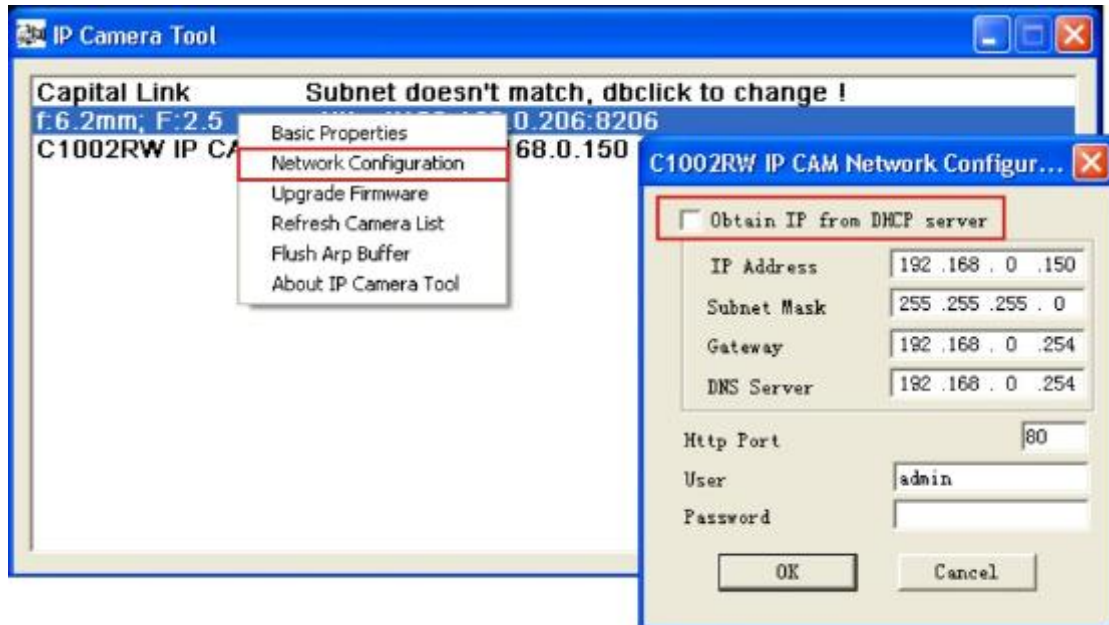 IP Camera Tool
Capital Link Subnet doesn't match, dbclick to change !
f:6.2mm; F:2.5 0.206:8206
C1002RW IP CA 68.0.150
Basic Properties
Network Configuration
Upgrade Firmware
Refresh Camera List
Flush Arp Buffer
About IP Camera Tool
C1002RW IP CAM Network Configur...
Obtain IP from DHCP server
IP Address 192 .168 . 0 .150
Subnet Mask 255 .255 .255 . 0
Gateway 192 .168 . 0 .254
DNS Server 192 .168 . 0 .254
Http Port 80
User admin
Password
OK Cancel